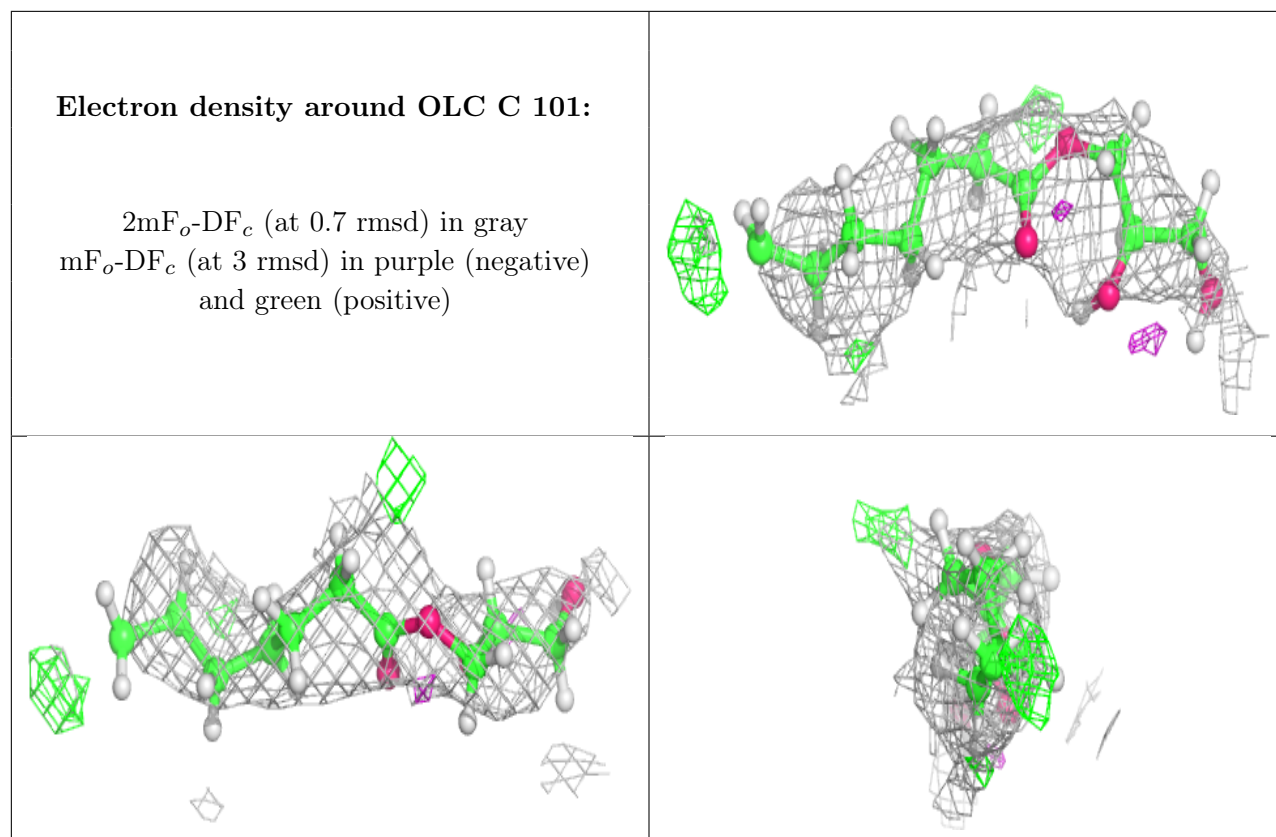 Electron density around OLC C 101:
2mFo-DFc (at 0.7 rmsd) in gray
mFo-DFc (at 3 rmsd) in purple (negative)
and green (positive)